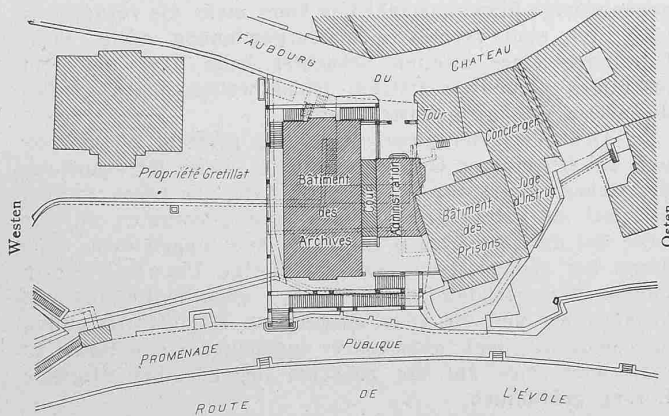 FAUBOURG DU CHATEAU
Tour
Conciergerie
Propriété Gretillat
Bâtiment
des
Archives
Cour
Administration
Bâtiment
des
Prisons
Juge
d'Instruc
Westen
Osten
PROMENADE PUBLIQUE
ROUTE DE L'ÉVOLE